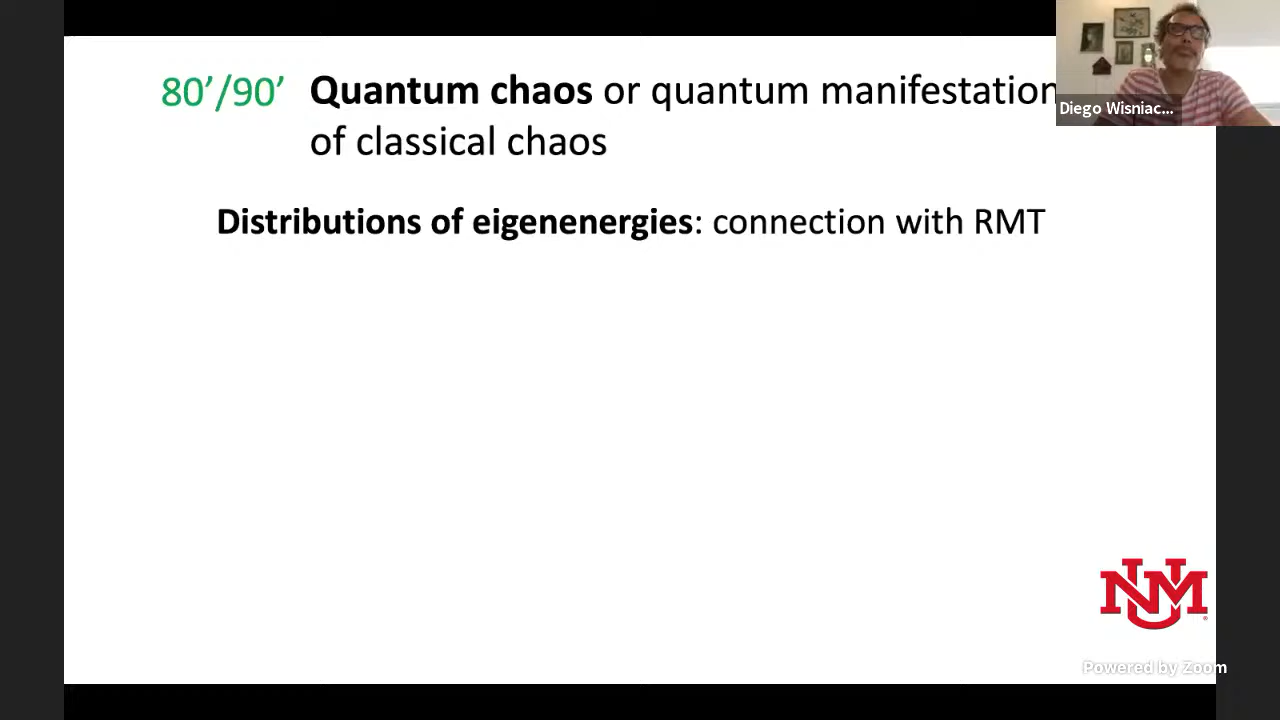 80’/90’ Quantum chaos or quantum manifestation
of classical chaos
Distributions of eigenenergies: connection with RMT
Diego Wisniac...
UNM
Powered by Zoom